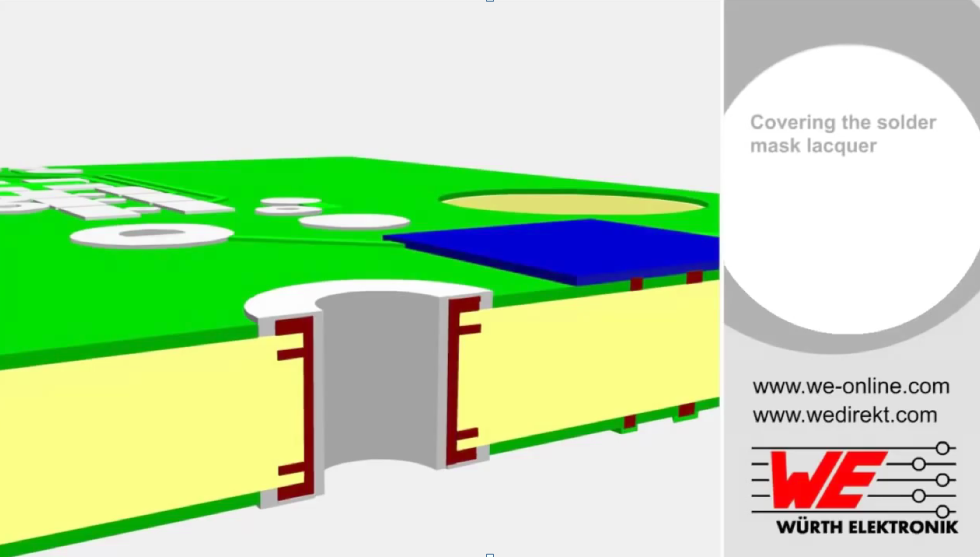 Covering the solder
mask lacquer
www.we-online.com
www.wedirekt.com
WE
WÜRTH ELEKTRONIK